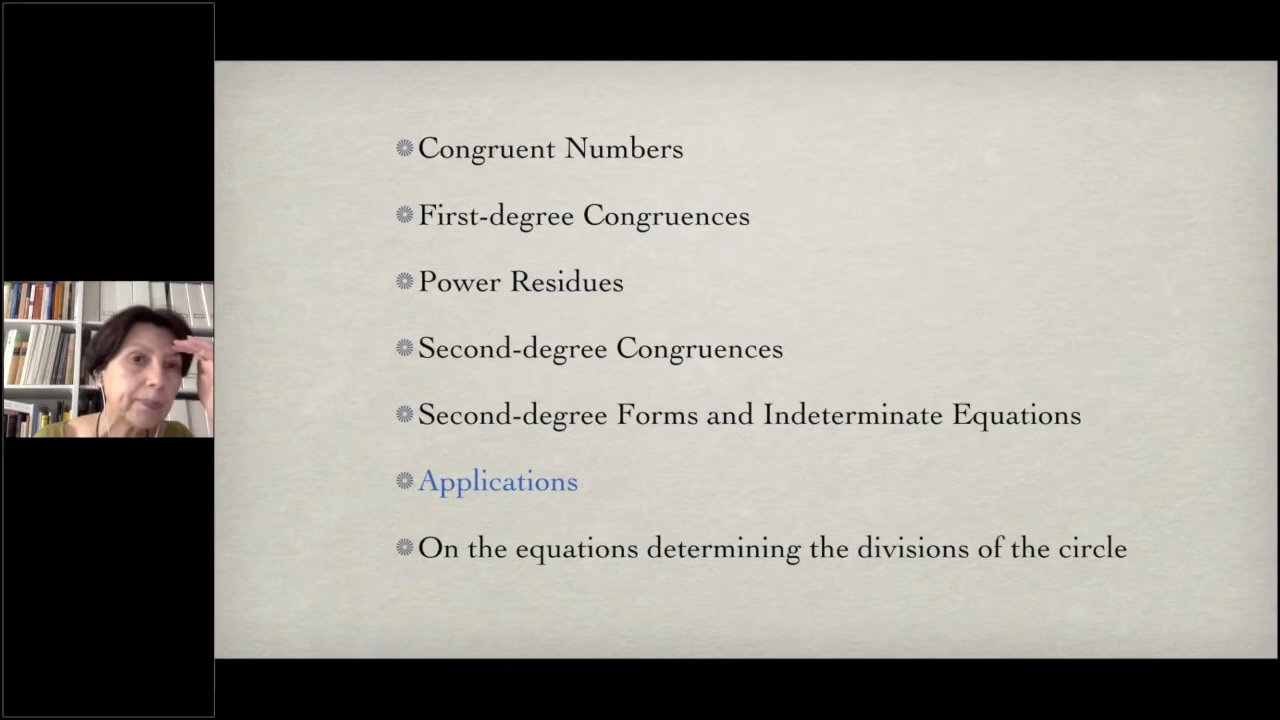 Congruent Numbers
First-degree Congruences
Power Residues
Second-degree Congruences
Second-degree Forms and Indeterminate Equations
Applications
On the equations determining the divisions of the circle